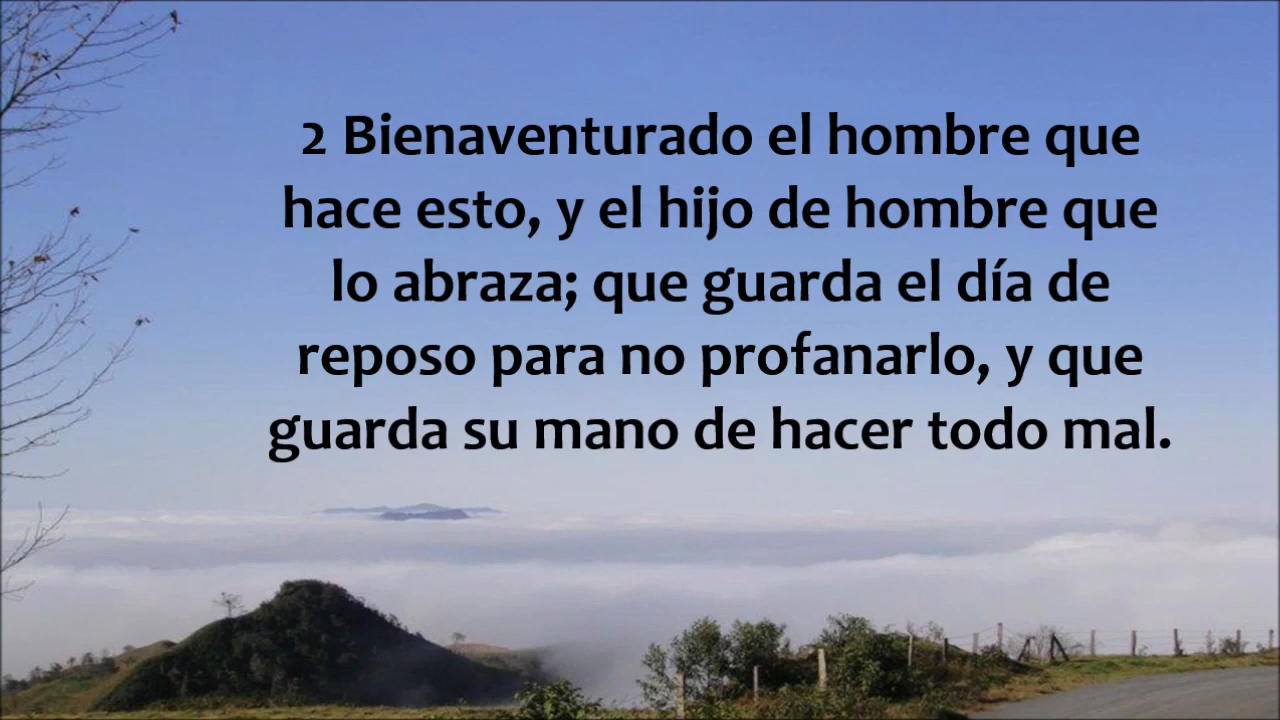 2 Bienaventurado el hombre que
hace esto, y el hijo de hombre que
lo abraza; que guarda el día de
reposo para no profanarlo, y que
guarda su mano de hacer todo mal.